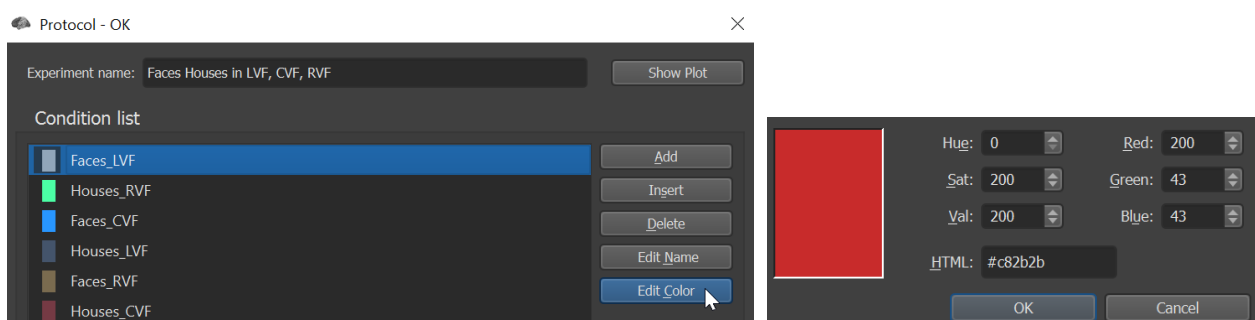 Protocol - OK
Experiment name: Faces Houses in LVF, CVF, RVF Show Plot
Condition list
Faces_LVF Add
Houses_RVF Insert
Faces_CVF Delete
Houses_LVF Edit Name
Faces_RVF Edit Color
Houses_CVF
Hue: 0 Red: 200
Sat: 200 Green: 43
Val: 200 Blue: 43
HTML: #c82b2b
OK Cancel